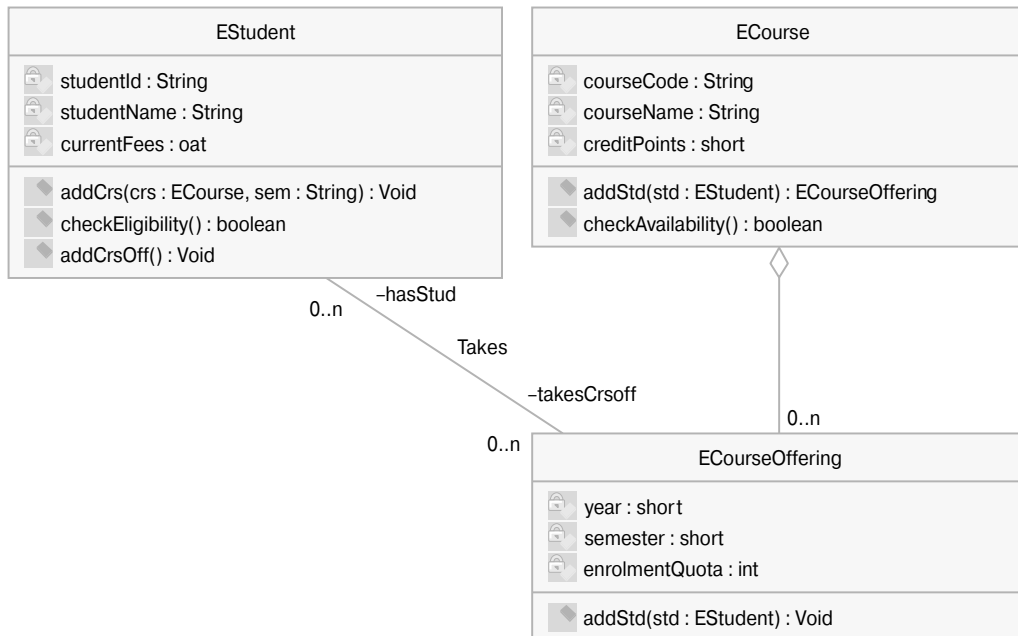 EStudent
studentId : String
studentName : String
currentFees : oat
addCrs(crs : ECourse, sem : String) : Void
checkEligibility() : boolean
addCrsOff() : Void
ECourse
courseCode : String
courseName : String
creditPoints : short
addStd(std : EStudent) : ECourseOffering
checkAvailability() : boolean
–hasStud
0..n
Takes
–takesCrsoff
0..n
0..n
ECourseOffering
year : short
semester : short
enrolmentQuota : int
addStd(std : EStudent) : Void